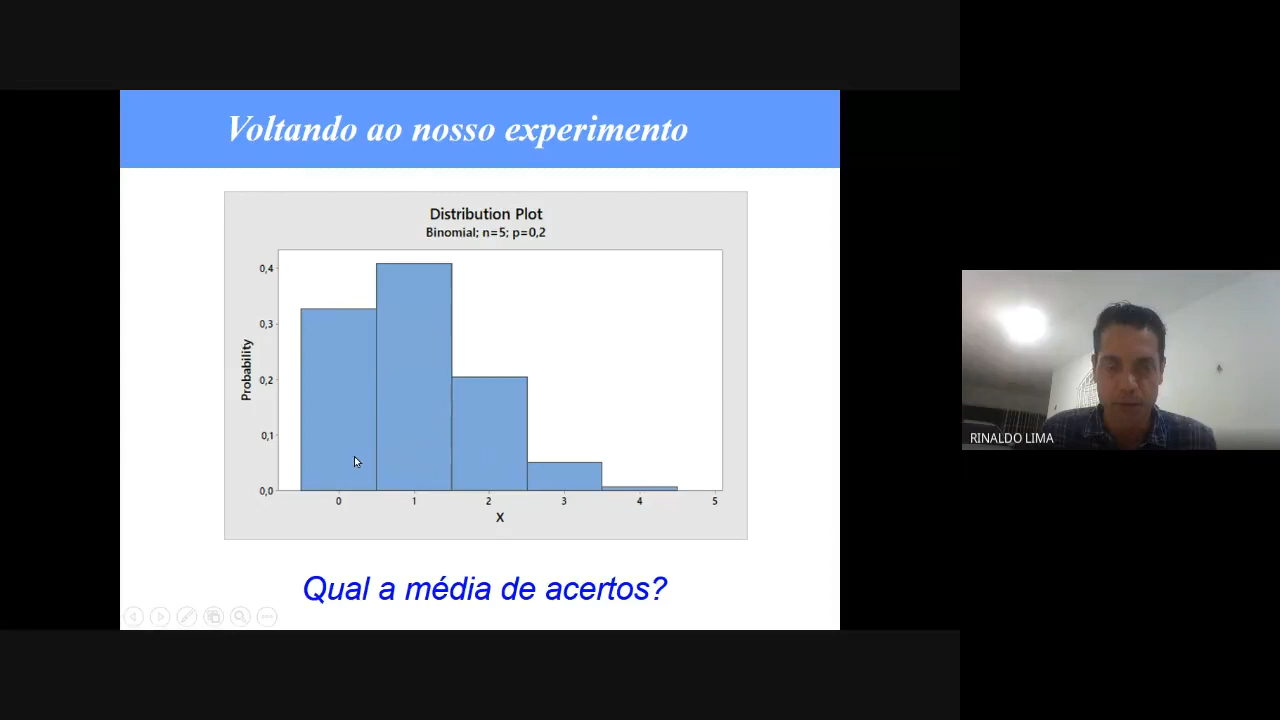 Voltando ao nosso experimento
Distribution Plot
Binomial; n=5; p=0,2
0,4
0,3
0,2
0,1
0,0
Probability
0 1 2 3 4 5
X
Qual a média de acertos?
RINALDO LIMA